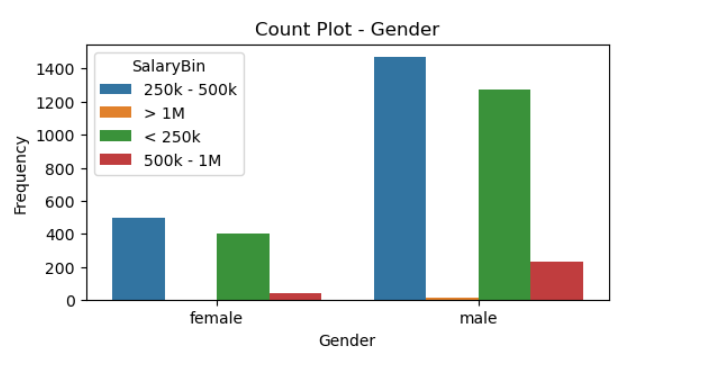 Count Plot - Gender
SalaryBin
250k - 500k
> 1M
< 250k
500k - 1M
Frequency
1400
1200
1000
800
600
400
200
0
female
male
Gender